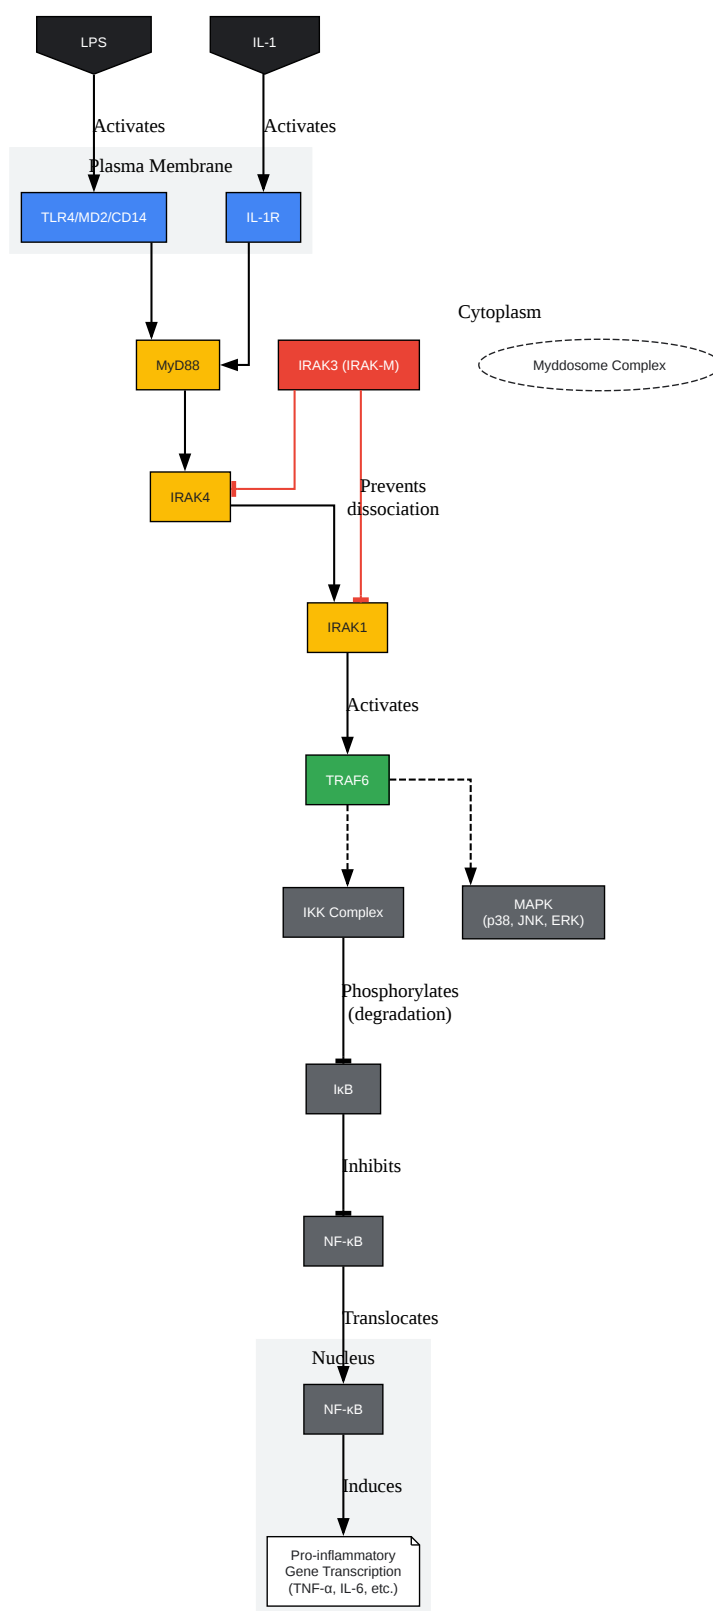 LPS
IL-1
Activates
Activates
Plasma Membrane
TLR4/MD2/CD14
IL-1R
Cytoplasm
MyD88
IRAK3 (IRAK-M)
Myddosome Complex
IRAK4
Prevents
dissociation
IRAK1
Activates
TRAF6
IKK Complex
MAPK
(p38, JNK, ERK)
Phosphorylates
(degradation)
IκB
Inhibits
NF-κB
Translocates
Nucleus
NF-κB
Induces
Pro-inflammatory
Gene Transcription
(TNF-α, IL-6, etc.)